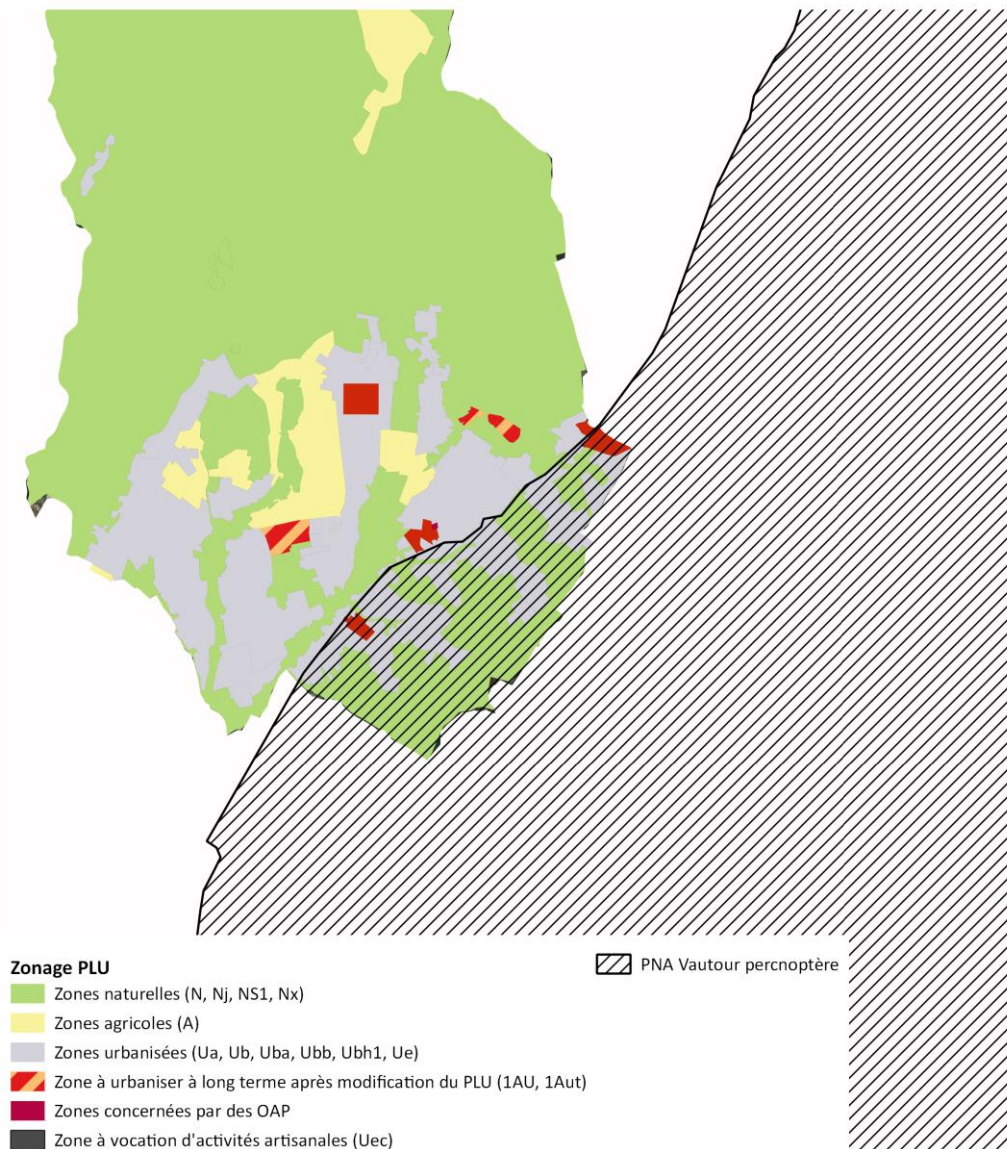 Zonage PLU
Zones naturelles (N, Nj, NS1, Nx)
Zones agricoles (A)
Zones urbanisées (Ua, Ub, Uba, Ubb, Ubh1, Ue)
Zone à urbaniser à long terme après modification du PLU (1AU, 1Aut)
Zones concernées par des OAP
Zone à vocation d'activités artisanales (Uec)
PNA Vautour percnoptère